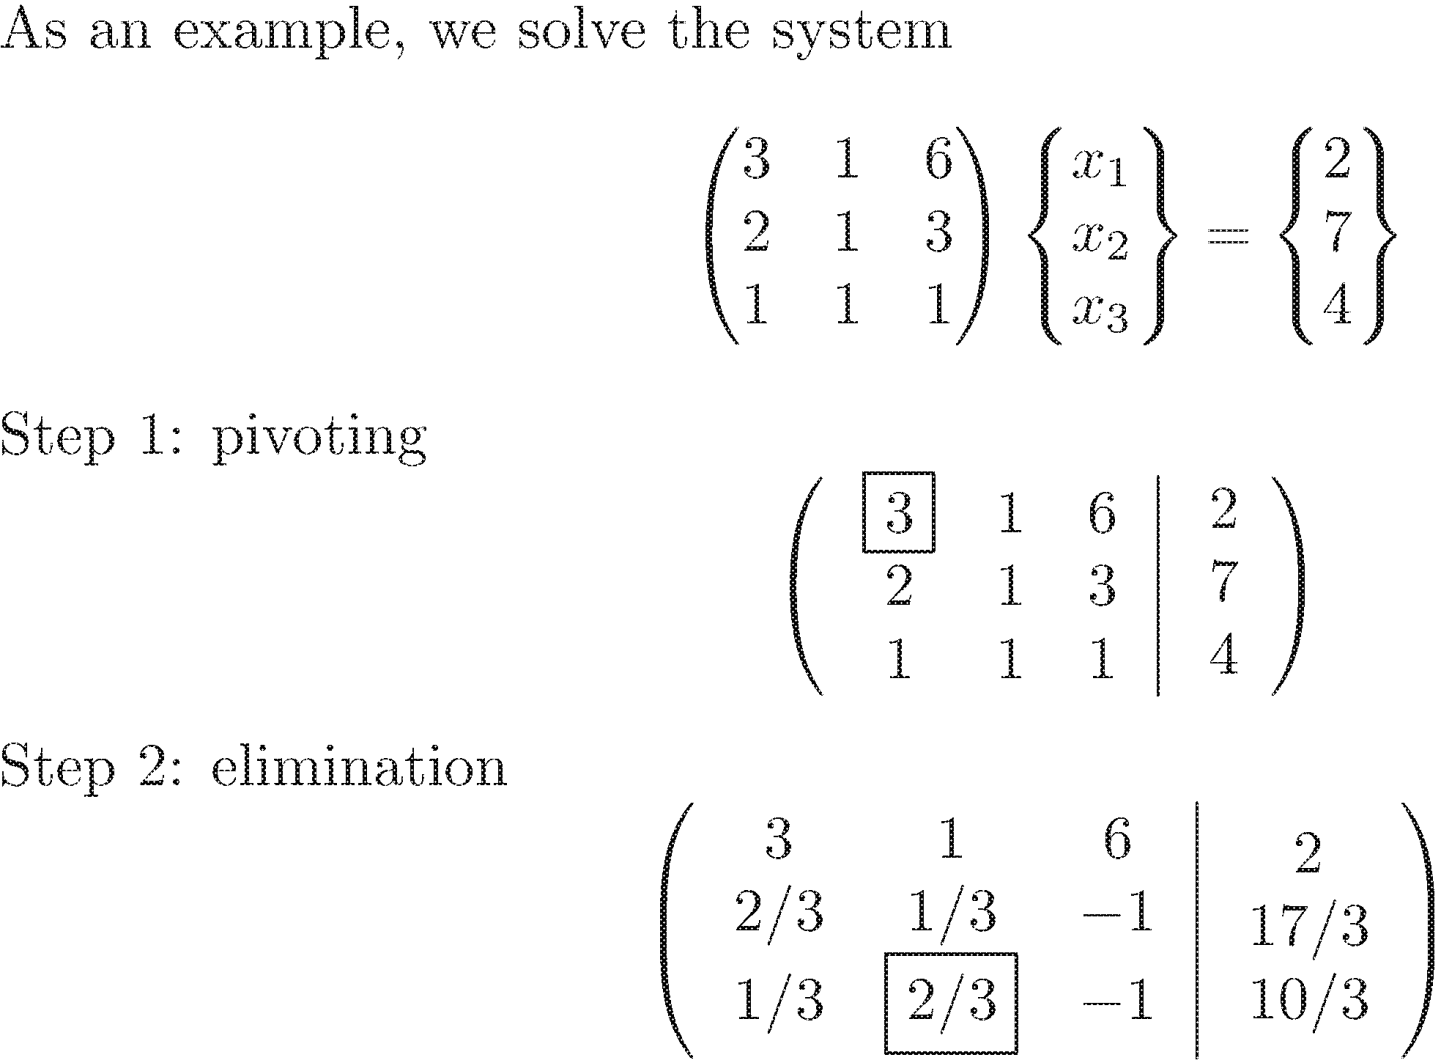 As an example, we solve the system
3 1 6 x1 2
2 1 3 x2 = 7
1 1 1 x3 4
Step 1: pivoting
3 1 6 2
2 1 3 7
1 1 1 4
Step 2: elimination
3 1 6 2
2/3 1/3 −1 17/3
1/3 2/3 −1 10/3